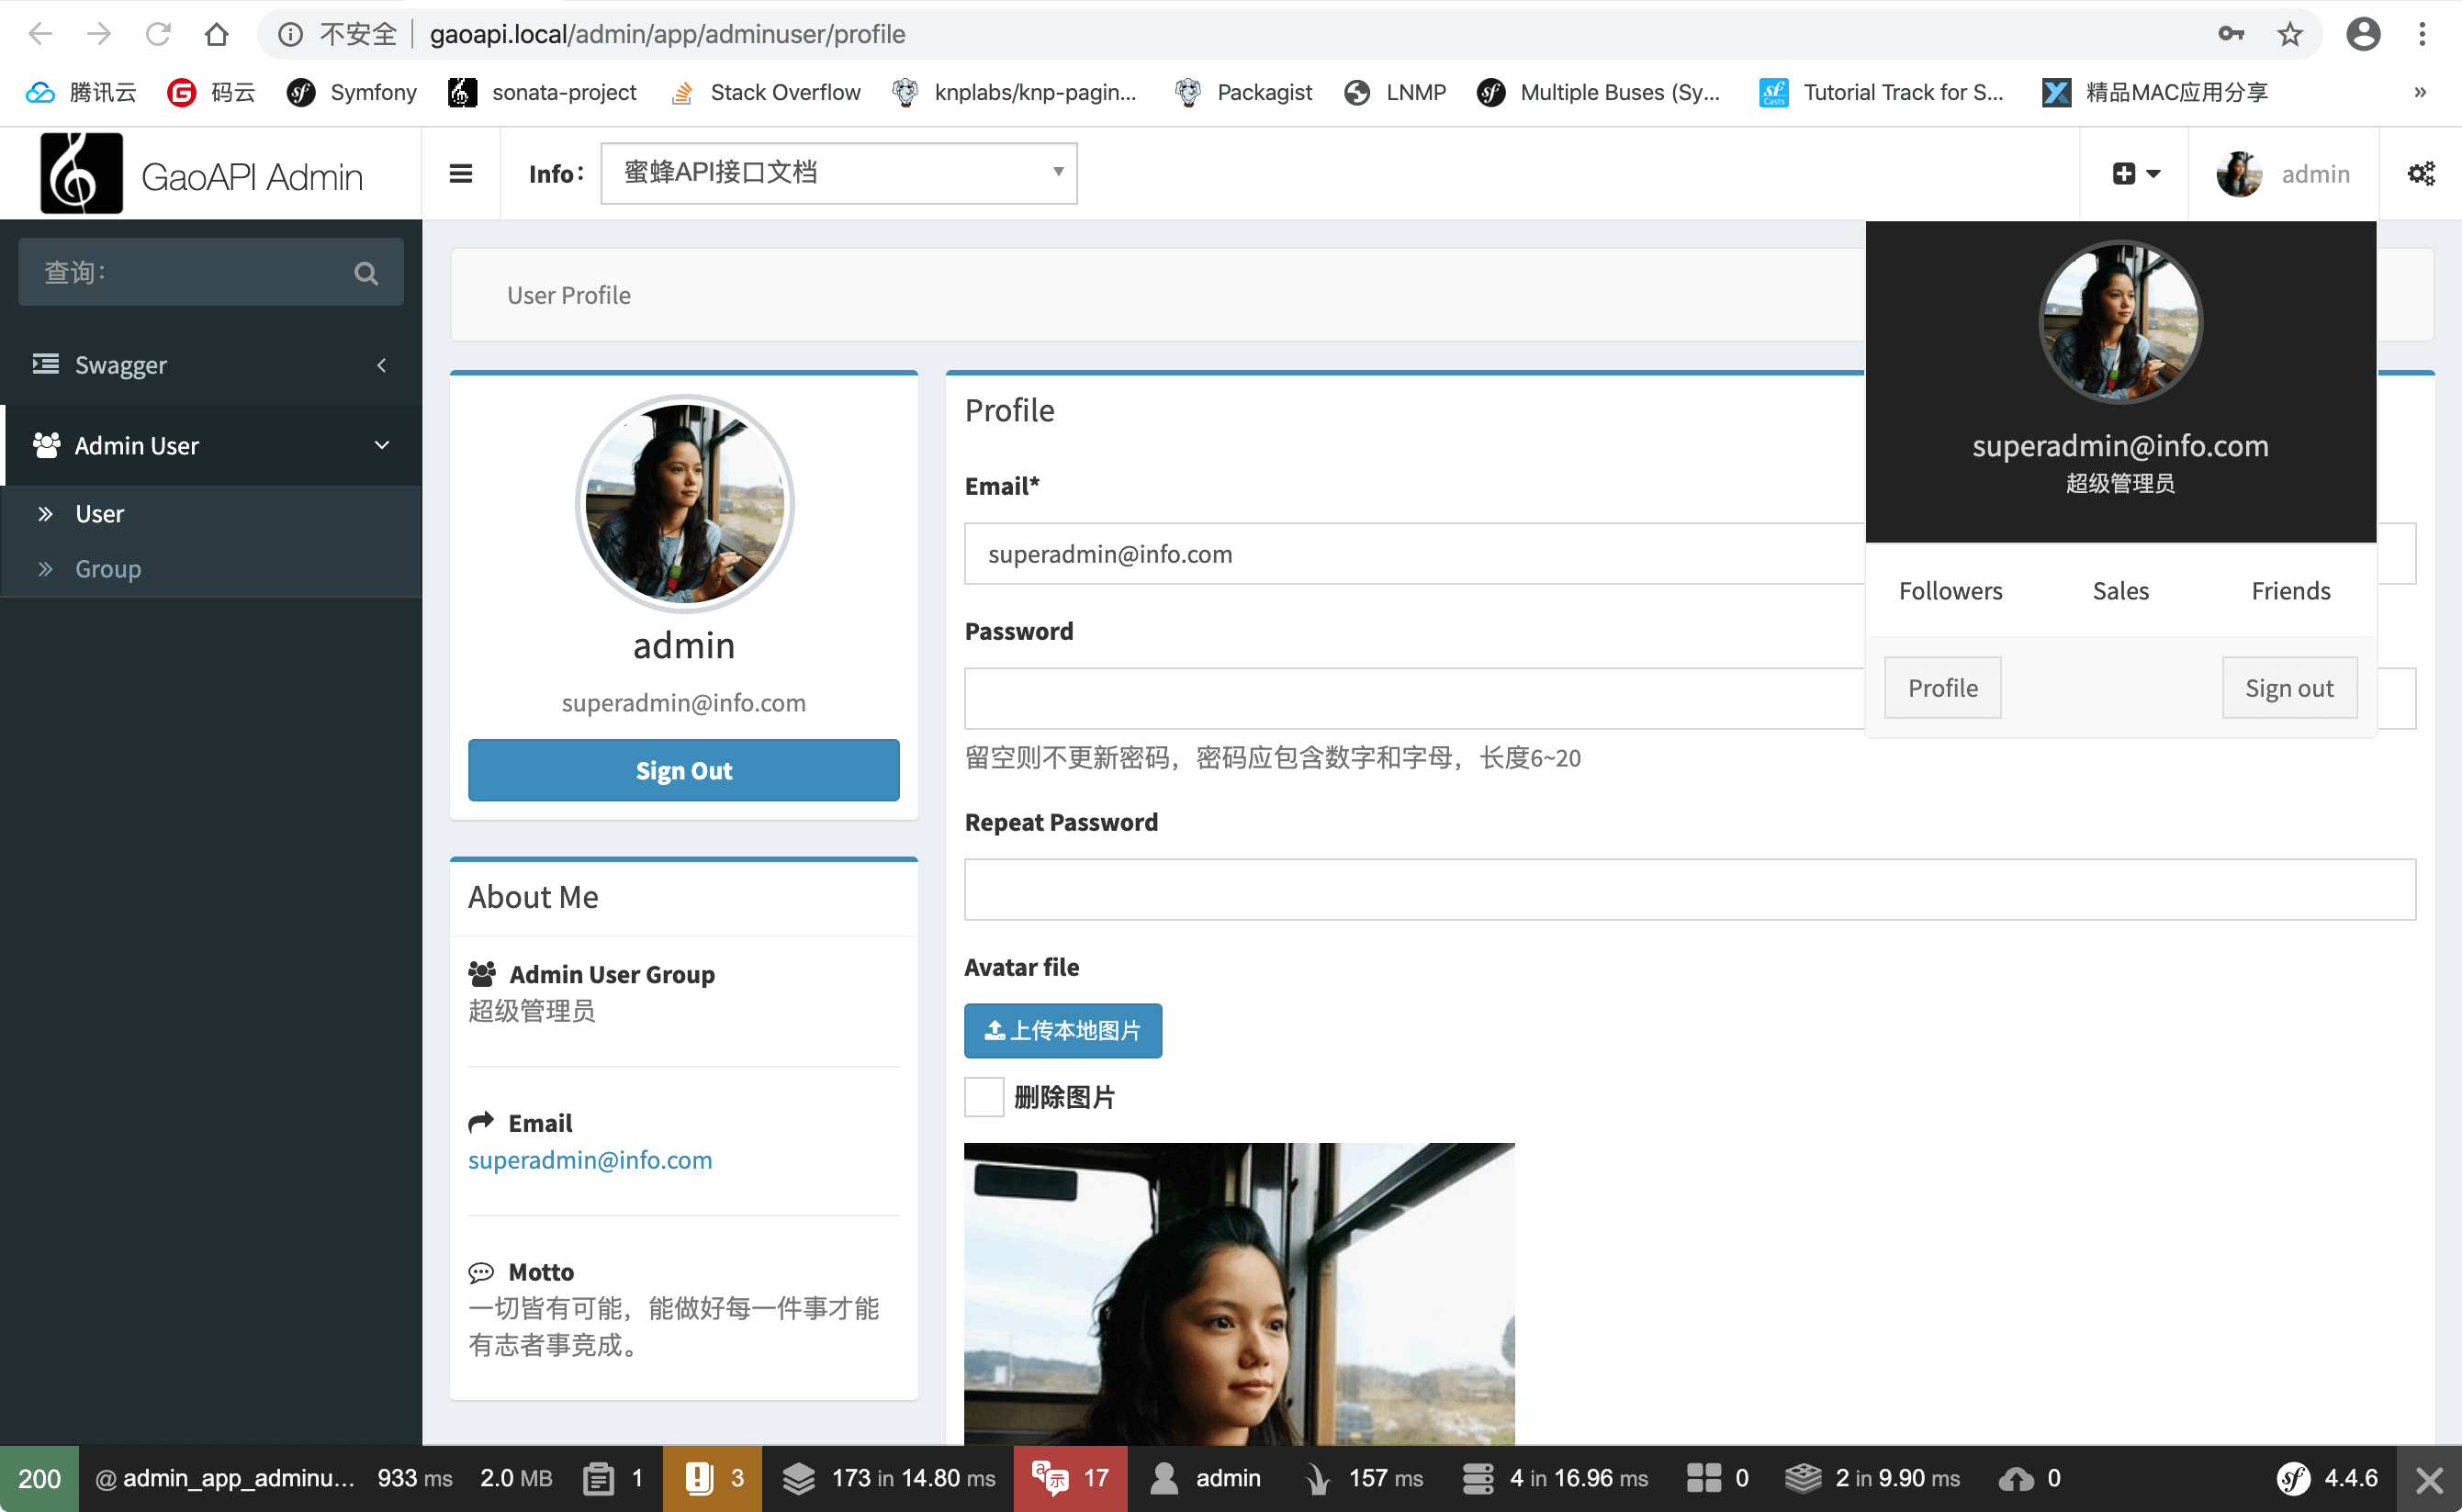 不安全 gaoapi.local/admin/app/adminuser/profile
腾讯云 码云 Symfony sonata-project Stack Overflow knplabs/knp-pagin... Packagist LNMP Multiple Buses (Sy... Tutorial Track for S... 精品MAC应用分享 »
GaoAPI Admin Info: 蜜蜂API接口文档 admin
查询：
Swagger
Admin User
User
Group
User Profile
admin
superadmin@info.com
Sign Out
About Me
Admin User Group
超级管理员
Email
superadmin@info.com
Motto
一切皆有可能，能做好每一件事才能
有志者事竞成。
Profile
Email*
superadmin@info.com
Password
留空则不更新密码，密码应包含数字和字母，长度6~20
Repeat Password
Avatar file
上传本地图片
删除图片
superadmin@info.com
超级管理员
Followers Sales Friends
Profile Sign out
200 @ admin_app_adminu... 933 ms 2.0 MB 1 3 173 in 14.80 ms 17 admin 157 ms 4 in 16.96 ms 0 2 in 9.90 ms 0 4.4.6